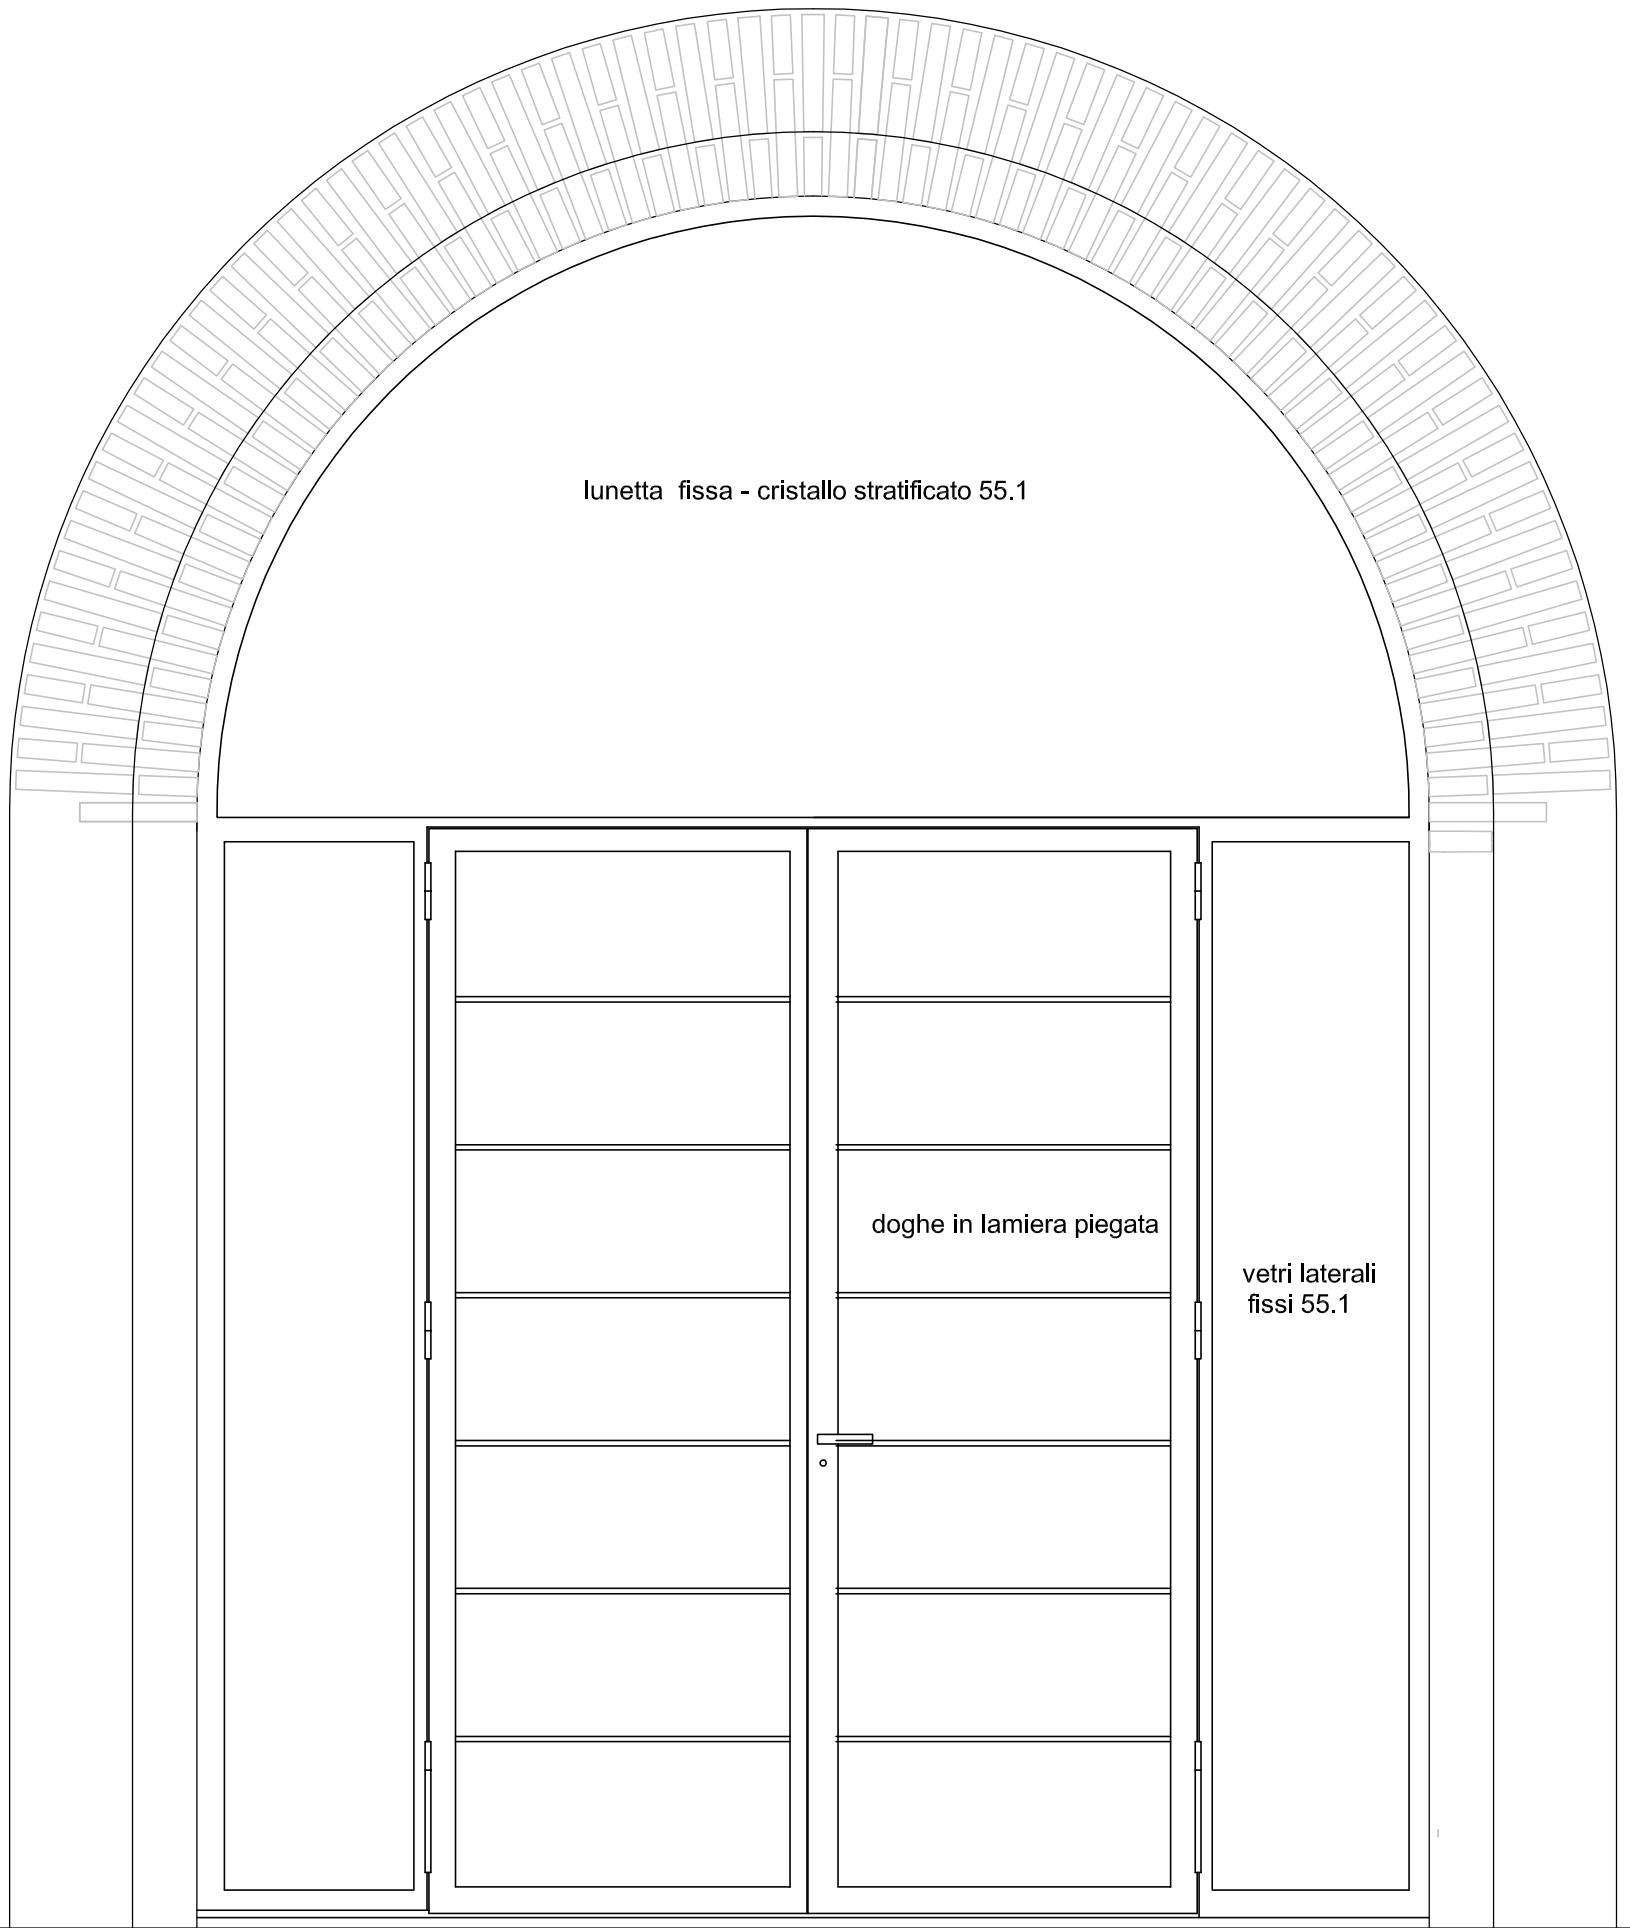 lunetta fissa - cristallo stratificato 55.1
doghe in lamiera piegata
vetri laterali
fissi 55.1